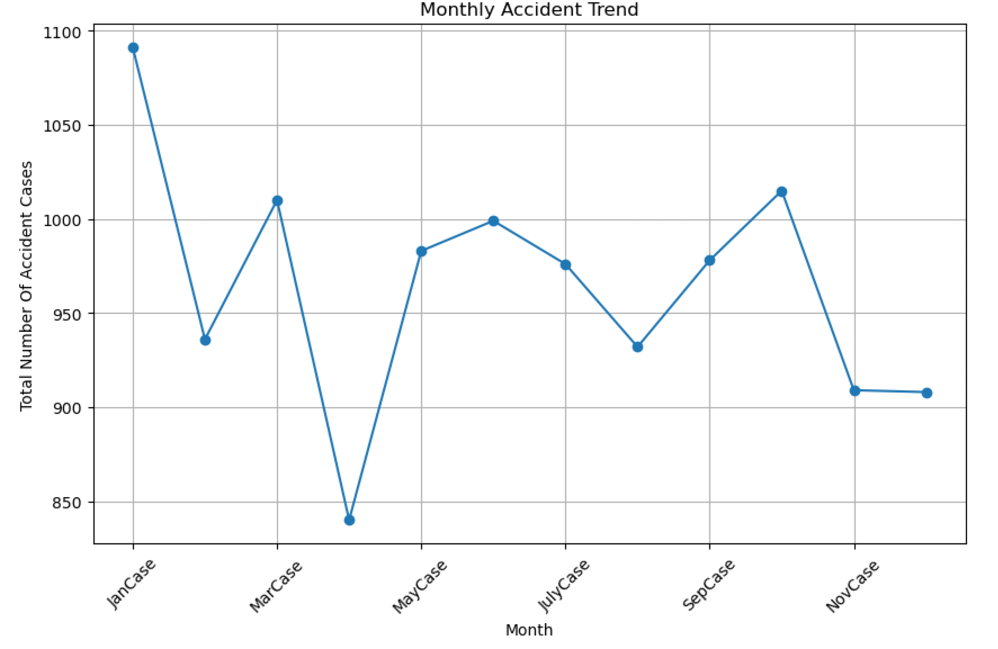 Monthly Accident Trend
1100
1050
1000
950
900
850
Total Number Of Accident Cases
JanCase
MarCase
MayCase
JulyCase
SepCase
NovCase
Month